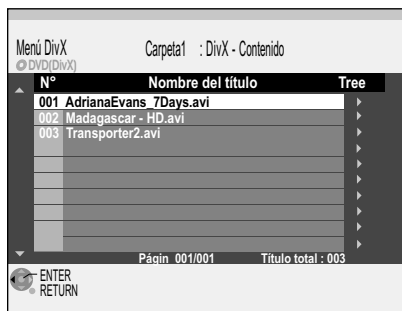 Menú DivX Carpeta1 : DivX - Contenido
DVD(DivX)
N° Nombre del título Tree
001 AdrianaEvans_7Days.avi
002 Madagascar - HD.avi
003 Transporter2.avi
Págin 001/001 Título total : 003
ENTER
RETURN